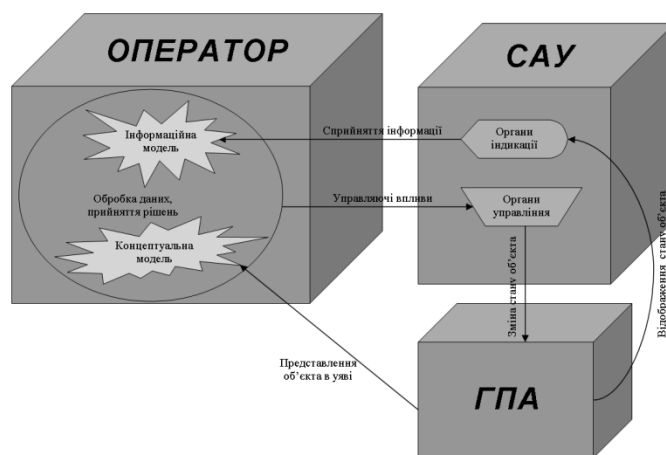 ОПЕРАТОР
САУ
Інформаційна
модель
Сприйняття інформації
Органи
індикації
Обробка даних,
прийняття рішень
Управляючі впливи
Органи
управління
Концептуальна
модель
Зміна стану об'єкта
Відображення стану об'єкта
Представлення
об'єкта в уяві
ГПА